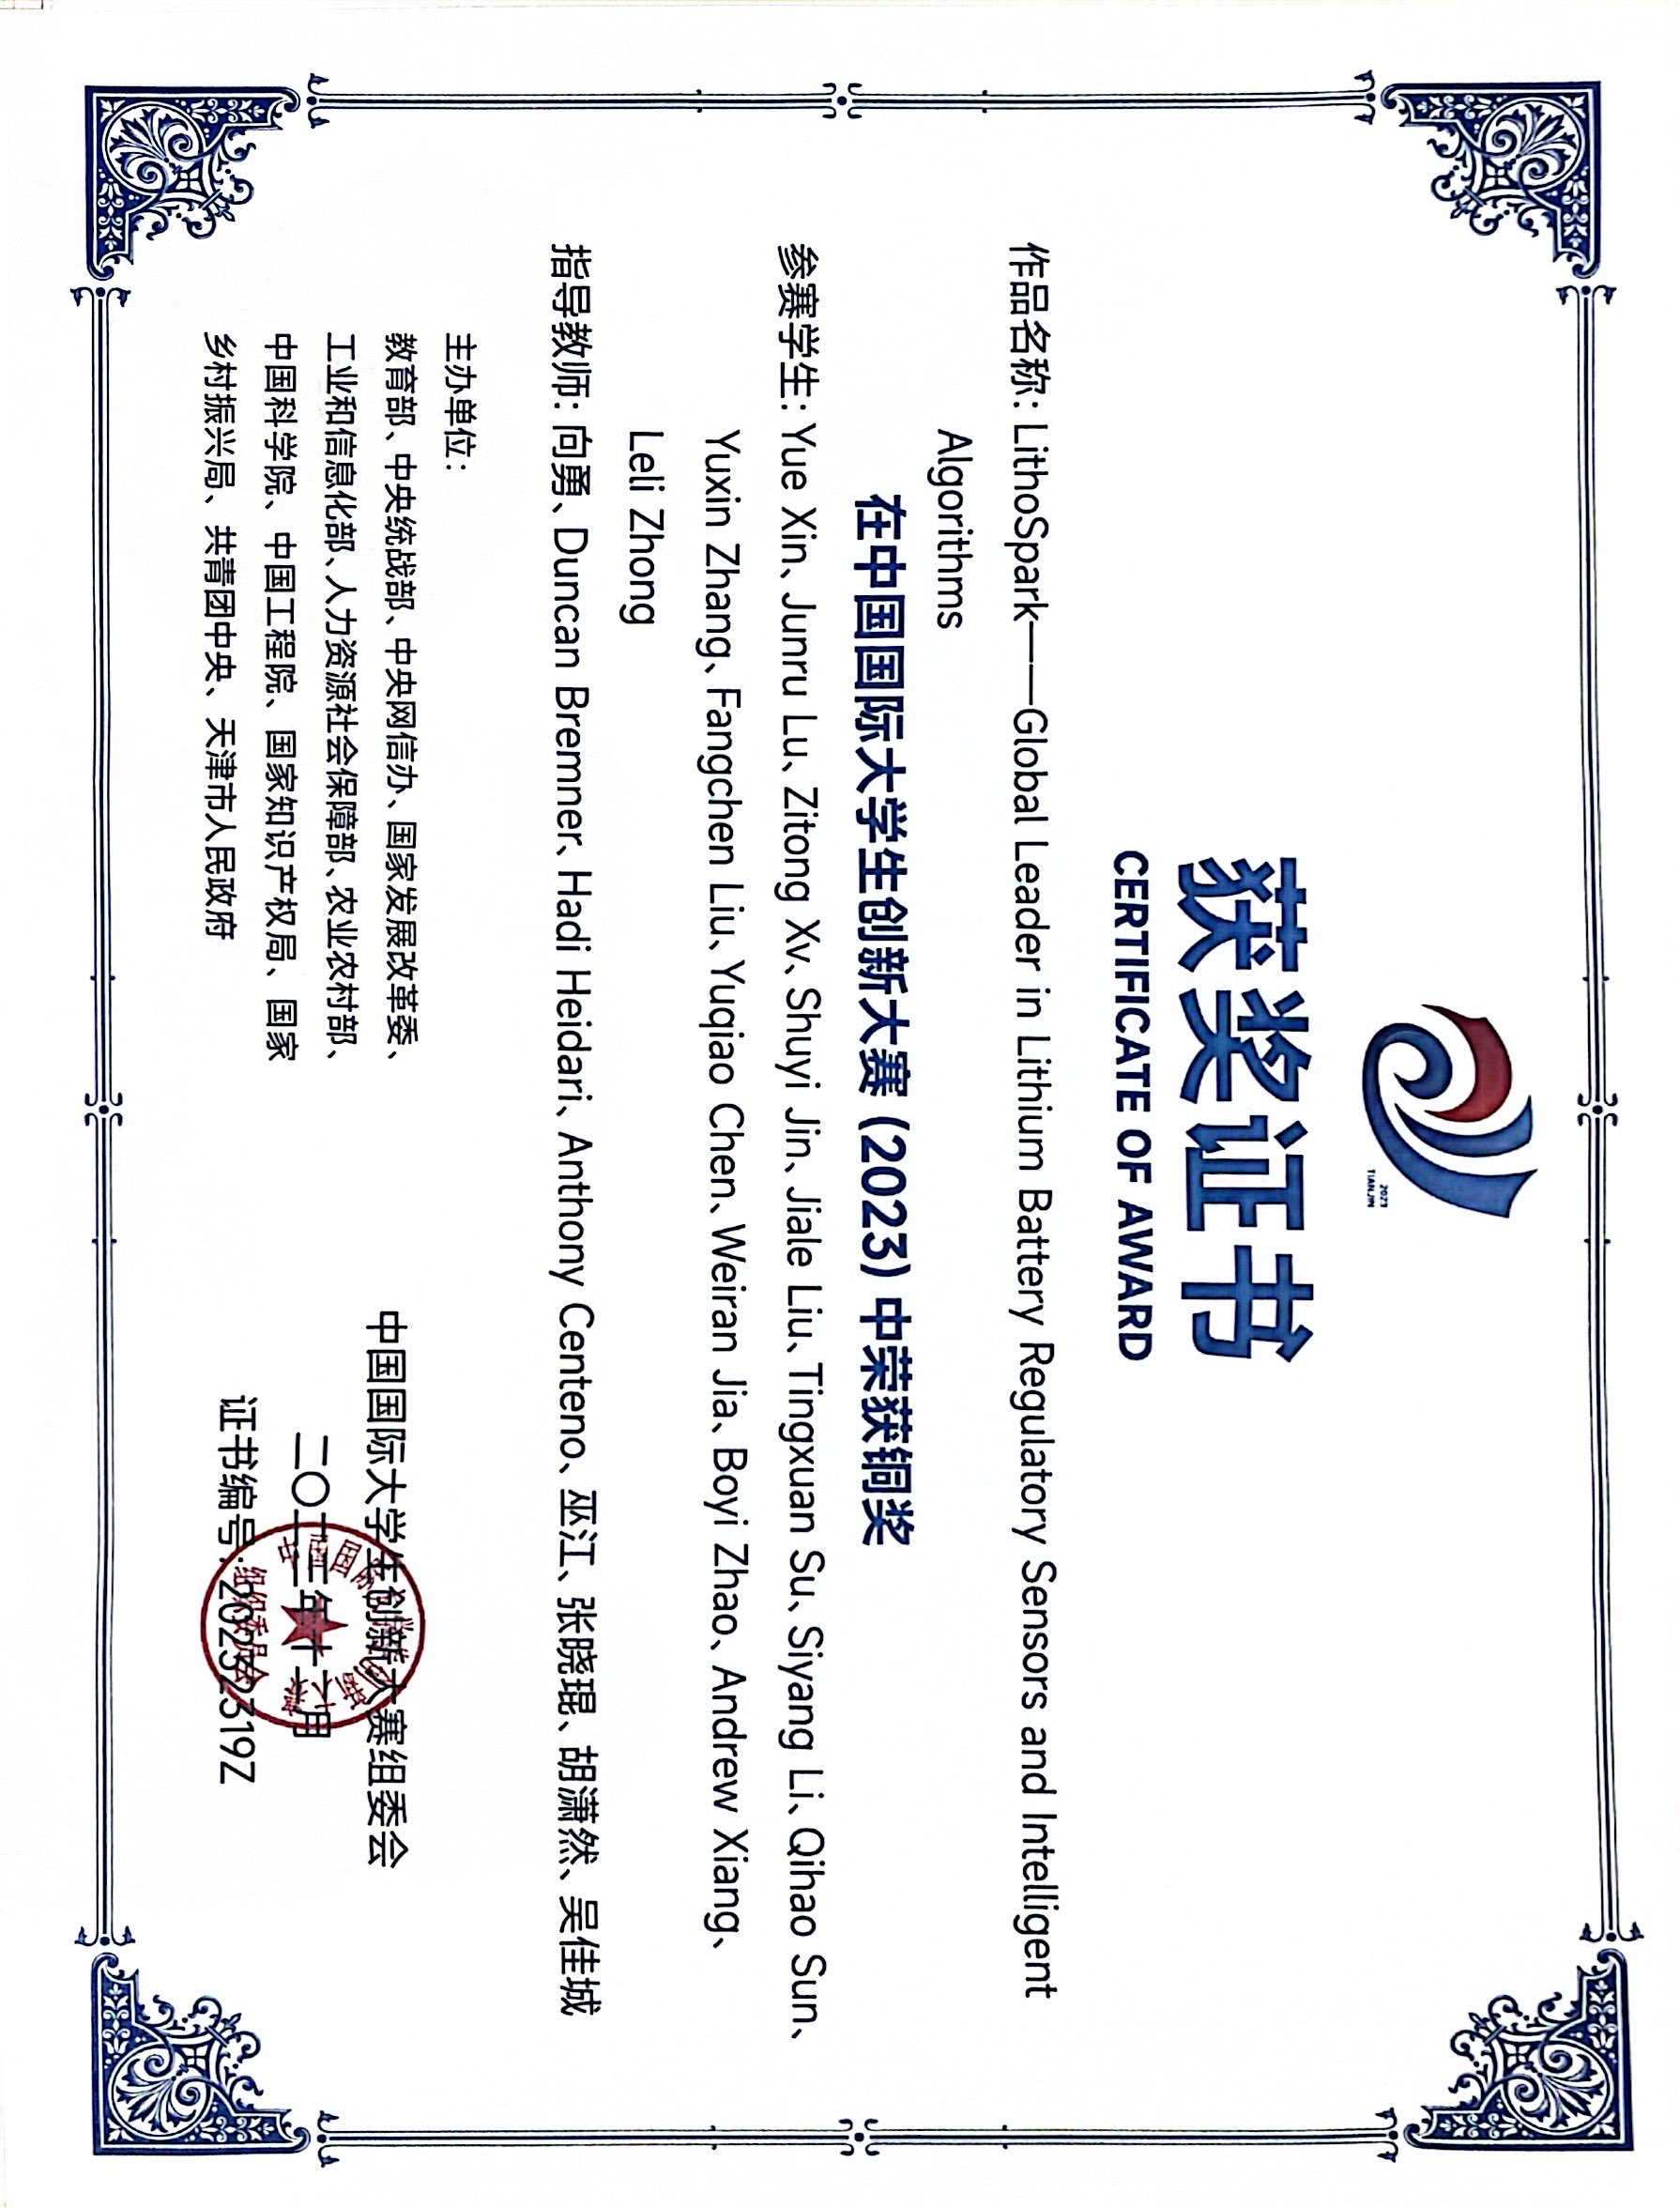 2023
TIANJIN
获奖证书
CERTIFICATE OF AWARD
作品名称: LithoSpark——Global Leader in Lithium Battery Regulatory Sensors and Intelligent
Algorithms
在中国国际大学生创新大赛 (2023) 中荣获铜奖
参赛学生: Yue Xin、Junru Lu、Zitong Xv、Shuyi Jin、Jiale Liu、Tingxuan Su、Siyang Li、Qihao Sun、
Yuxin Zhang、Fangchen Liu、Yuqiao Chen、Weiran Jia、Boyi Zhao、Andrew Xiang、
Leli Zhong
指导教师: 向勇、Duncan Bremner、Hadi Heidari、Anthony Centeno、巫江、张晓琨、胡潇然、吴佳城
主办单位:
教育部、中央统战部、中央网信办、国家发展改革委、
工业和信息化部、人力资源社会保障部、农业农村部、
中国科学院、中国工程院、国家知识产权局、国家
乡村振兴局、共青团中央、天津市人民政府
中国国际大学生创新大赛组委会
二〇二三年十二月
证书编号: 20232319Z
中国国际大学生创新大赛
组织委员会